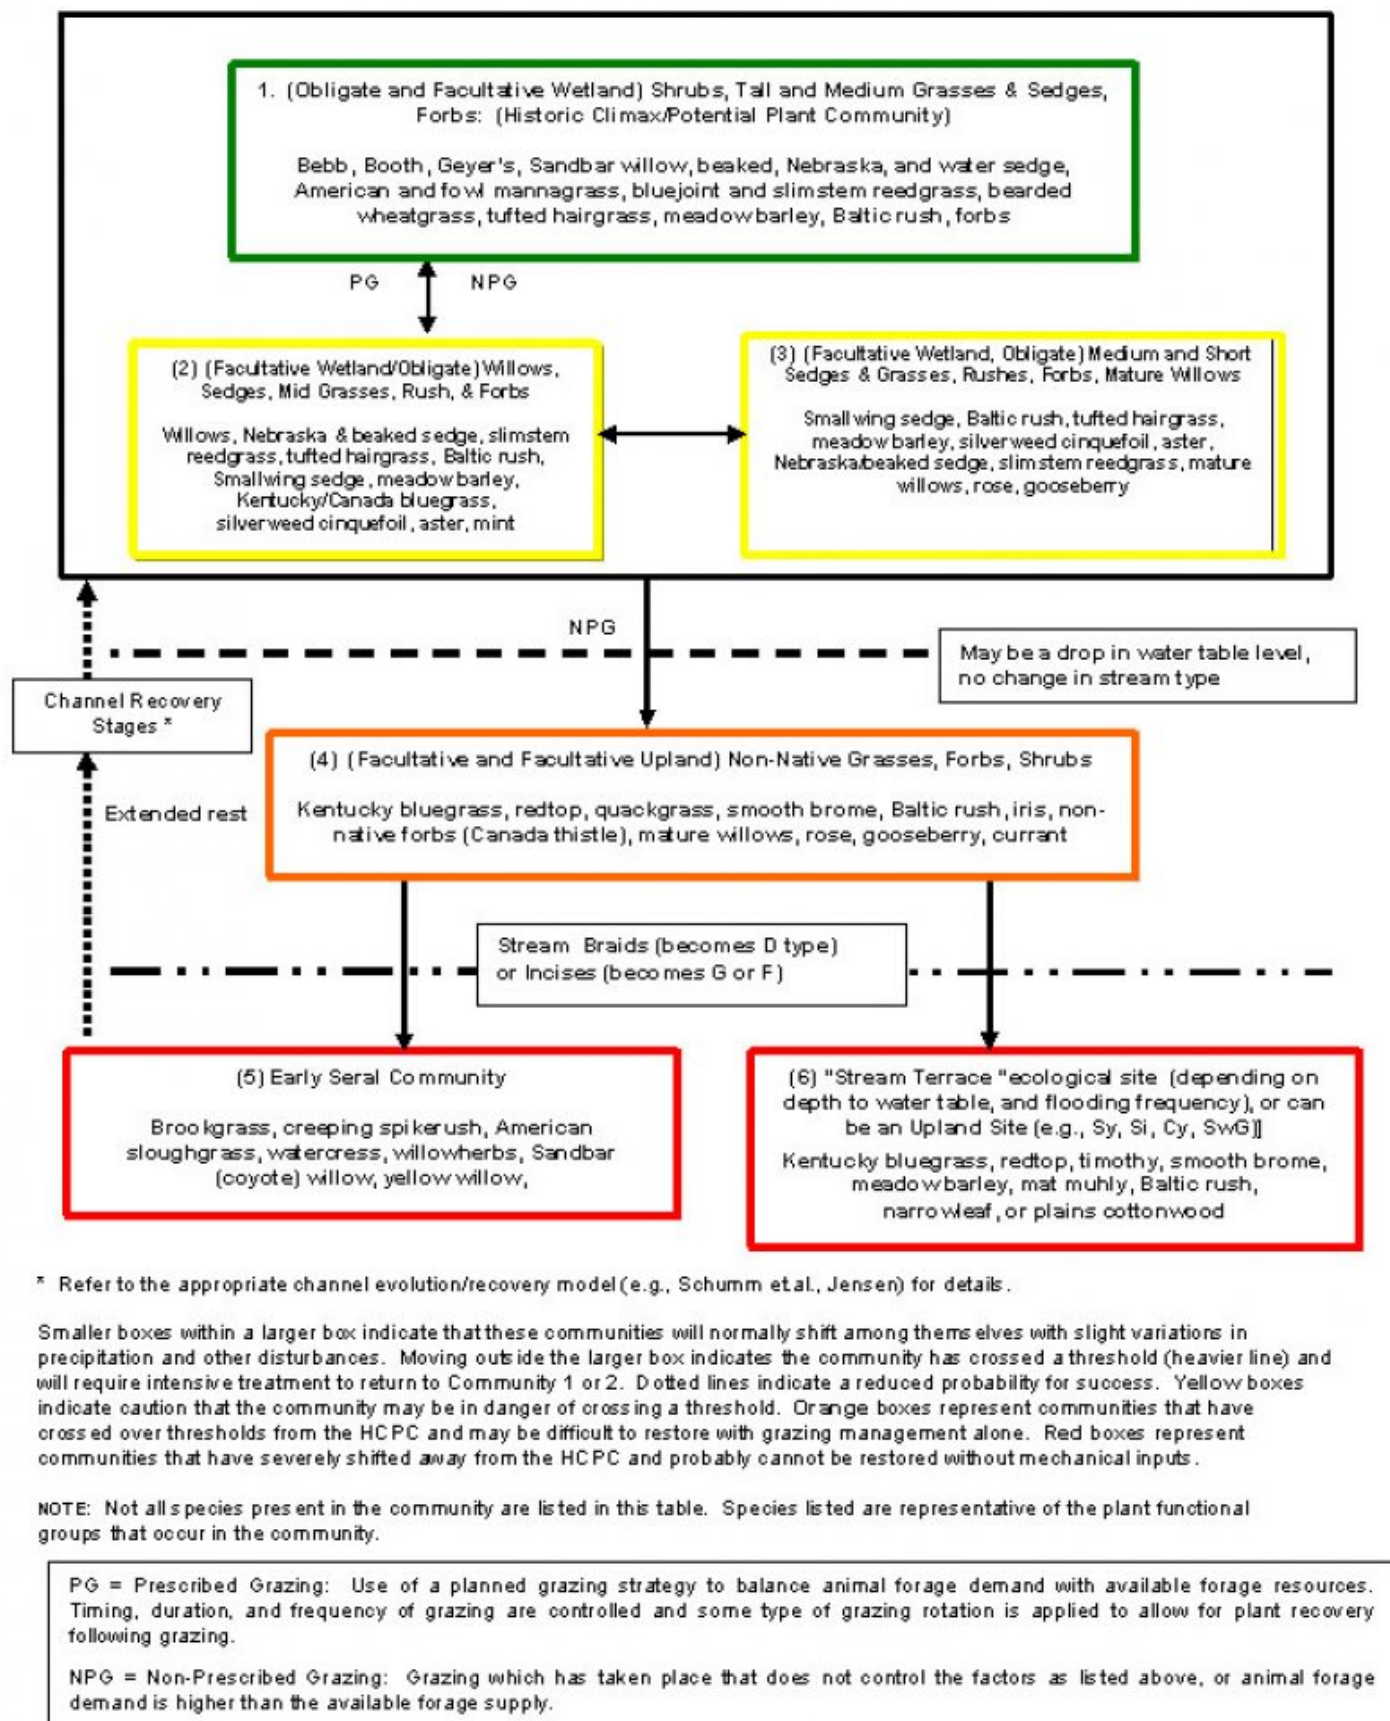 1. (Obligate and Facultative Wetland) Shrubs, Tall and Medium Grasses & Sedges,
Forbs: (Historic Climax/Potential Plant Community)
Bebb, Booth, Geyer's, Sandbar willow, beaked, Nebraska, and water sedge,
American and fowl mannagrass, bluejoint and slimstem reedgrass, bearded
wheatgrass, tufted hairgrass, meadow barley, Baltic rush, forbs
PG
NPG
(2) (Facultative Wetland/Obligate) Willows,
Sedges, Mid Grasses, Rush, & Forbs
Willows, Nebraska & beaked sedge, slimstem
reedgrass, tufted hairgrass, Baltic rush,
Smallwing sedge, meadow barley,
Kentucky/Canada bluegrass,
silverweed cinquefoil, aster, mint
(3) (Facultative Wetland, Obligate) Medium and Short
Sedges & Grasses, Rushes, Forbs, Mature Willows
Smallwing sedge, Baltic rush, tufted hairgrass,
meadow barley, silverweed cinquefoil, aster,
Nebraska/beaked sedge, slimstem reedgrass, mature
willows, rose, gooseberry
NPG
May be a drop in water table level,
no change in stream type
Channel Recovery
Stages *
Extended rest
(4) (Facultative and Facultative Upland) Non-Native Grasses, Forbs, Shrubs
Kentucky bluegrass, redtop, quackgrass, smooth brome, Baltic rush, iris, non-
native forbs (Canada thistle), mature willows, rose, gooseberry, currant
Stream Braids (becomes D type)
or Incises (becomes G or F)
(5) Early Seral Community
Brookgrass, creeping spikerush, American
sloughgrass, watercress, willowherbs, Sandbar
(coyote) willow, yellow willow,
(6) "Stream Terrace "ecological site (depending on
depth to water table, and flooding frequency), or can
be an Upland Site (e.g., Sy, Si, Cy, SwG)]
Kentucky bluegrass, redtop, timothy, smooth brome,
meadow barley, mat muhly, Baltic rush,
narrowleaf, or plains cottonwood
* Refer to the appropriate channel evolution/recovery model (e.g., Schumm et.al., Jensen) for details.
Smaller boxes within a larger box indicate that these communities will normally shift among themselves with slight variations in
precipitation and other disturbances. Moving outside the larger box indicates the community has crossed a threshold (heavier line) and
will require intensive treatment to return to Community 1 or 2. Dotted lines indicate a reduced probability for success. Yellow boxes
indicate caution that the community may be in danger of crossing a threshold. Orange boxes represent communities that have
crossed over thresholds from the HCPC and may be difficult to restore with grazing management alone. Red boxes represent
communities that have severely shifted away from the HCPC and probably cannot be restored without mechanical inputs.
NOTE: Not all species present in the community are listed in this table. Species listed are representative of the plant functional
groups that occur in the community.
PG = Prescribed Grazing: Use of a planned grazing strategy to balance animal forage demand with available forage resources.
Timing, duration, and frequency of grazing are controlled and some type of grazing rotation is applied to allow for plant recovery
following grazing.
NPG = Non-Prescribed Grazing: Grazing which has taken place that does not control the factors as listed above, or animal forage
demand is higher than the available forage supply.